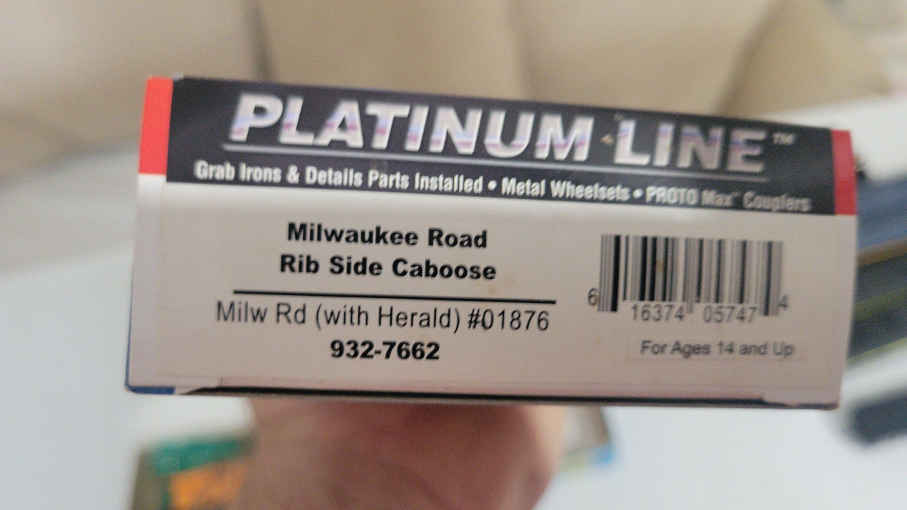 PLATINUM LINE™
Grab Irons & Details Parts Installed • Metal Wheelsets • PROTO Max™ Couplers
Milwaukee Road
Rib Side Caboose
Milw Rd (with Herald) #01876
932-7662
6 16374 05747 4
For Ages 14 and Up